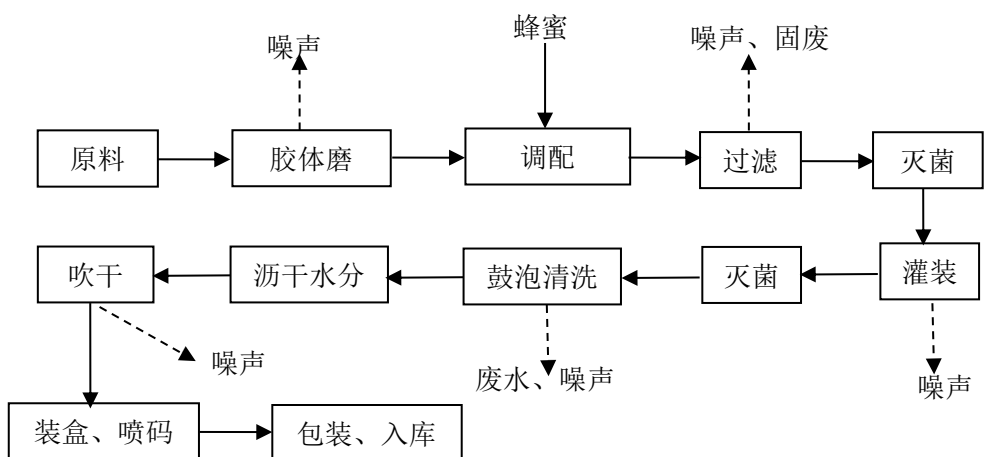 噪声
蜂蜜
噪声、固废
原料
胶体磨
调配
过滤
灭菌
吹干
沥干水分
鼓泡清洗
灭菌
灌装
噪声
废水、噪声
噪声
装盒、喷码
包装、入库